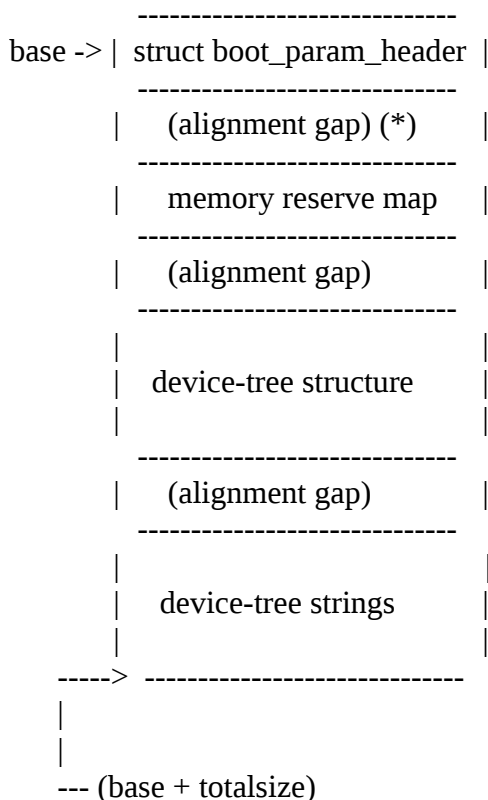 ------------------------------
base -> | struct boot_param_header |
------------------------------
| (alignment gap) (*) |
------------------------------
| memory reserve map |
------------------------------
| (alignment gap) |
------------------------------
| |
| device-tree structure |
| |
------------------------------
| (alignment gap) |
------------------------------
| |
| device-tree strings |
| |
-----> ------------------------------
|
|
--- (base + totalsize)